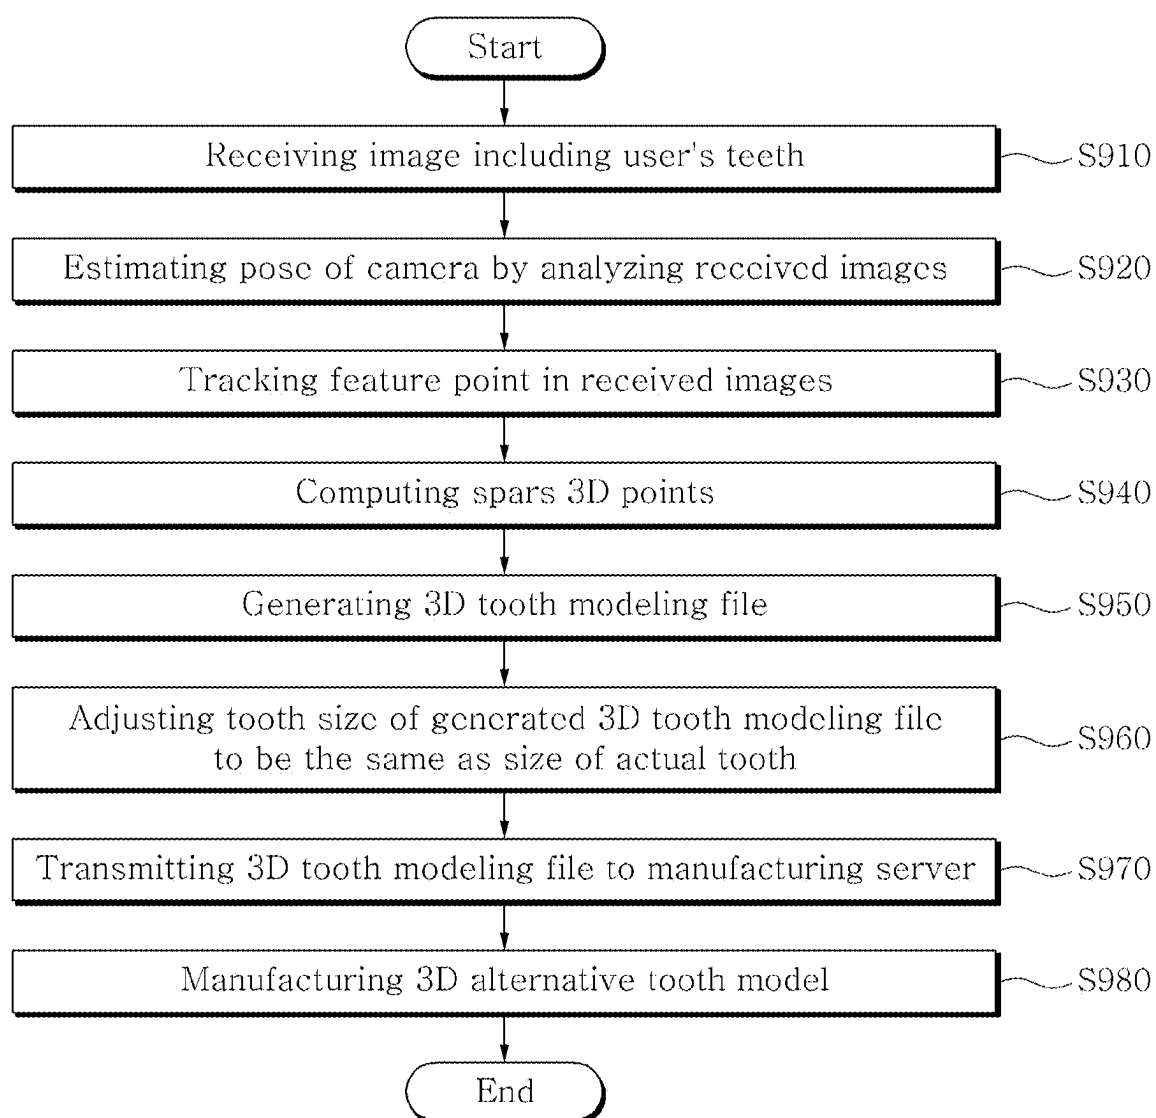 Start
Receiving image including user's teeth
S910
Estimating pose of camera by analyzing received images
S920
Tracking feature point in received images
S930
Computing spars 3D points
S940
Generating 3D tooth modeling file
S950
Adjusting tooth size of generated 3D tooth modeling file
to be the same as size of actual tooth
S960
Transmitting 3D tooth modeling file to manufacturing server
S970
Manufacturing 3D alternative tooth model
S980
End